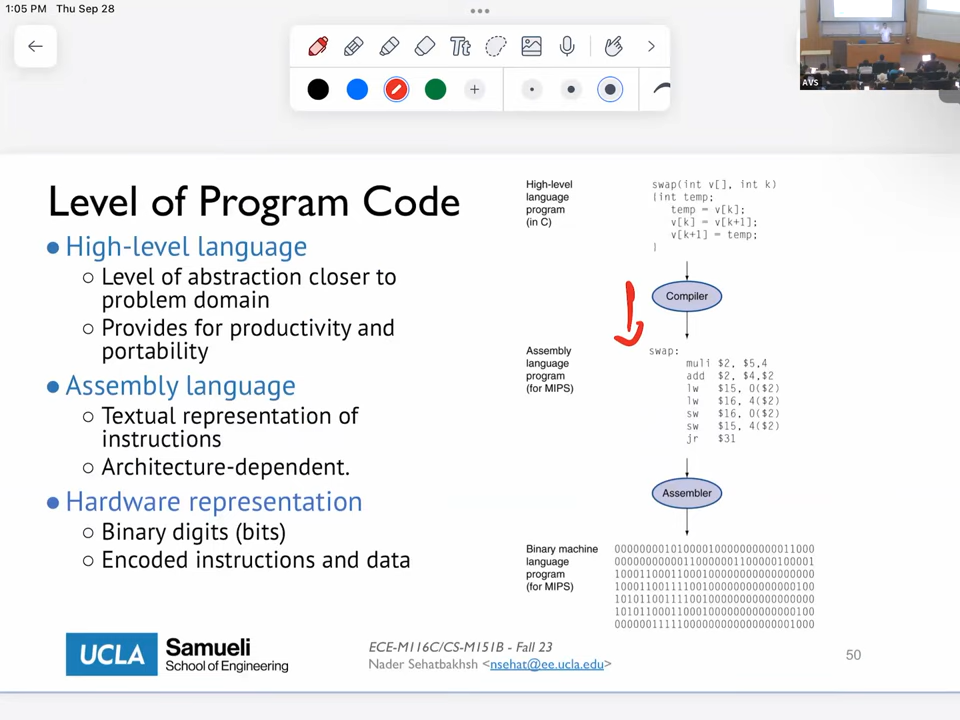 1:05 PM Thu Sep 28
Tt
AVS
Level of Program Code
● High-level language
○ Level of abstraction closer to
problem domain
○ Provides for productivity and
portability
● Assembly language
○ Textual representation of
instructions
○ Architecture-dependent.
● Hardware representation
○ Binary digits (bits)
○ Encoded instructions and data
High-level
language
program
(in C)
swap(int v[], int k)
{int temp;
temp = v[k];
v[k] = v[k+1];
v[k+1] = temp;
}
Compiler
Assembly
language
program
(for MIPS)
swap:
muli $2, $5,4
add $2, $4,$2
lw $15, 0($2)
lw $16, 4($2)
sw $16, 0($2)
sw $15, 4($2)
jr $31
Assembler
Binary machine
language
program
(for MIPS)
00000000101000010000000000011000
00000000000110000001100000100001
10001100011000100000000000000000
10001100111100100000000000000100
10101100111100100000000000000000
10101100011000100000000000000100
00000011111000000000000000001000
UCLA Samueli
School of Engineering
ECE-M116C/CS-M151B - Fall 23
Nader Sehatbakhsh <nsehat@ee.ucla.edu>
50